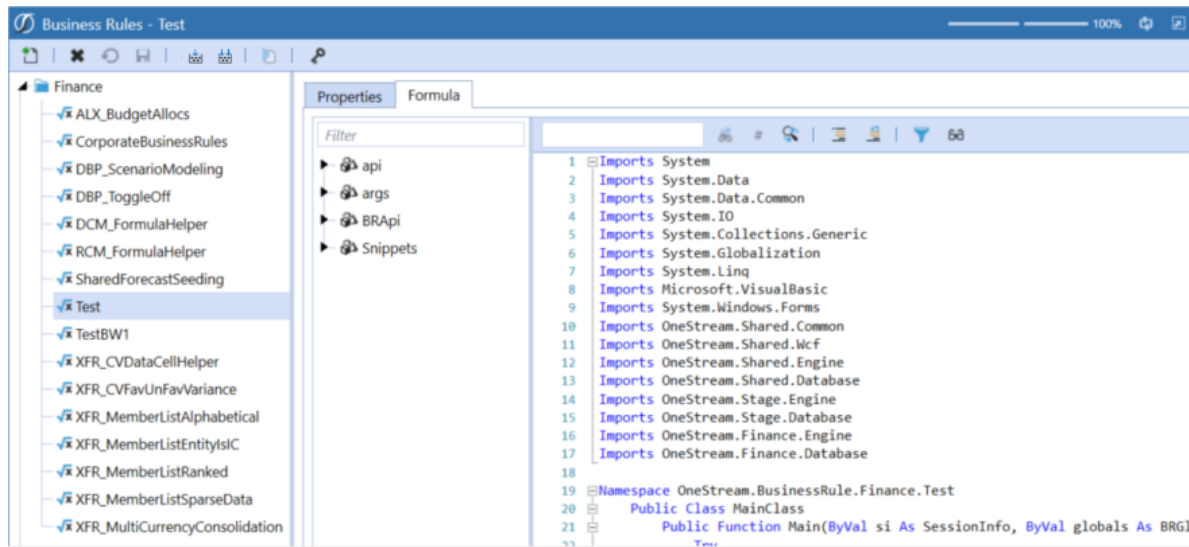 Business Rules - Test
100%
Finance
ALX_BudgetAllocs
CorporateBusinessRules
DBP_ScenarioModeling
DBP_ToggleOff
DCM_FormulaHelper
RCM_FormulaHelper
SharedForecastSeeding
Test
TestBW1
XFR_CVDataCellHelper
XFR_CVFavUnFavVariance
XFR_MemberListAlphabetical
XFR_MemberListEntityIsIC
XFR_MemberListRanked
XFR_MemberListSparseData
XFR_MultiCurrencyConsolidation
Properties Formula
Filter
api
args
BRApi
Snippets
#
1 Imports System
2 Imports System.Data
3 Imports System.Data.Common
4 Imports System.IO
5 Imports System.Collections.Generic
6 Imports System.Globalization
7 Imports System.Linq
8 Imports Microsoft.VisualBasic
9 Imports System.Windows.Forms
10 Imports OneStream.Shared.Common
11 Imports OneStream.Shared.Wcf
12 Imports OneStream.Shared.Engine
13 Imports OneStream.Shared.Database
14 Imports OneStream.Stage.Engine
15 Imports OneStream.Stage.Database
16 Imports OneStream.Finance.Engine
17 Imports OneStream.Finance.Database
18
19 Namespace OneStream.BusinessRule.Finance.Test
20 Public Class MainClass
21 Public Function Main(ByVal si As SessionInfo, ByVal globals As BRGl
22 Try